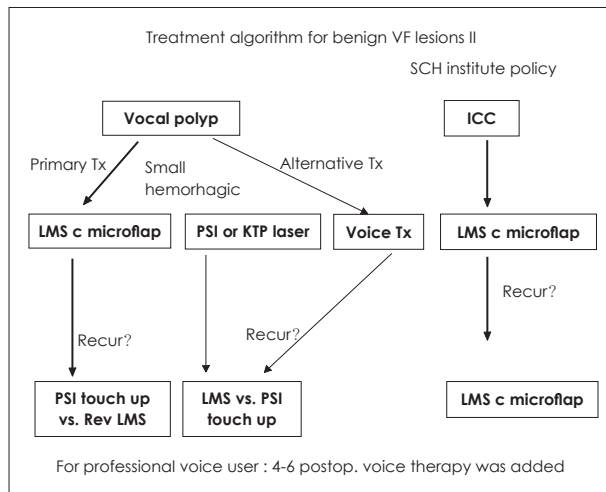 Treatment algorithm for benign VF lesions II
SCH institute policy
Vocal polyp
ICC
Primary Tx
Small
hemorhagic
Alternative Tx
LMS c microflap
PSI or KTP laser
Voice Tx
LMS c microflap
Recur?
Recur?
Recur?
PSI touch up
vs. Rev LMS
LMS vs. PSI
touch up
LMS c microflap
For professional voice user : 4-6 postop. voice therapy was added